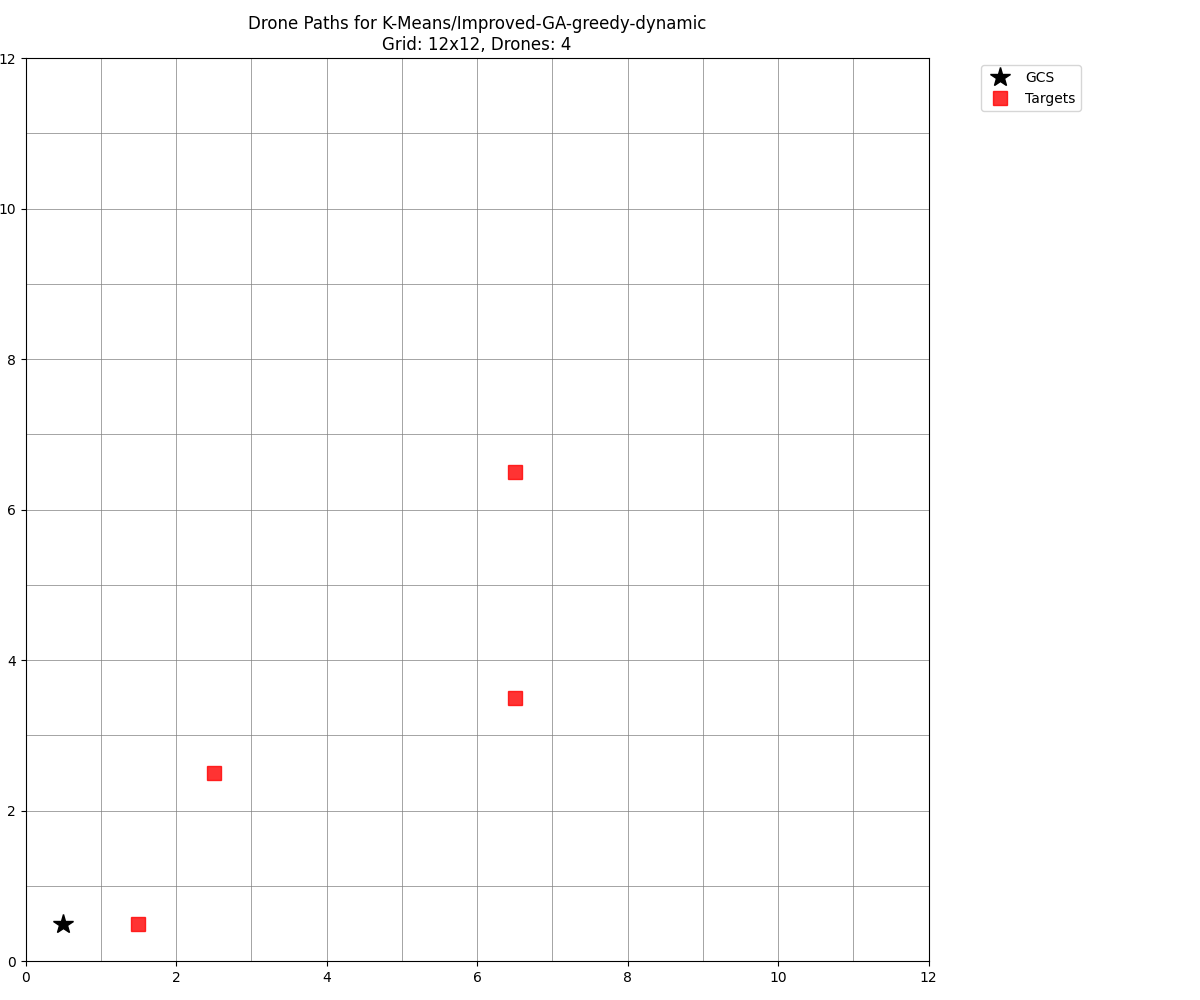 Drone Paths for K-Means/Improved-GA-greedy-dynamic
Grid: 12x12, Drones: 4
GCS
Targets
12
10
8
6
4
2
0
0 2 4 6 8 10 12